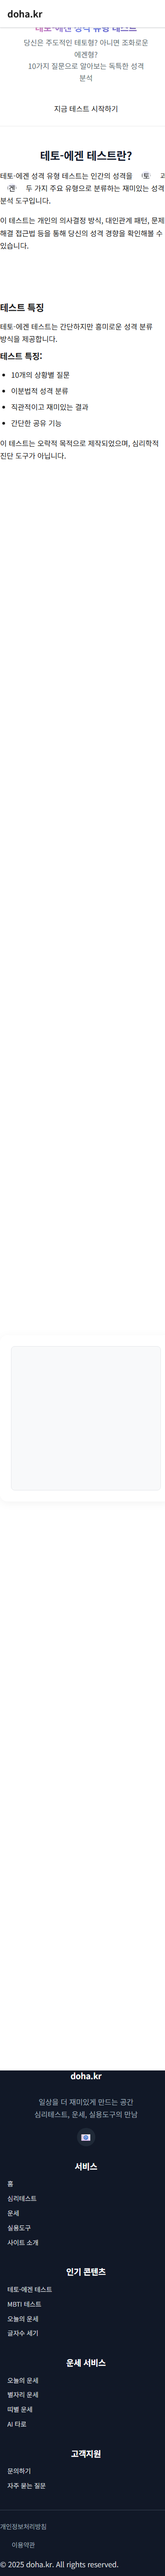 doha.kr
테토-에겐 성격 유형 테스트
당신은 주도적인 테토형? 아니면 조화로운
에겐형?
10가지 질문으로 알아보는 독특한 성격
분석
지금 테스트 시작하기
테토-에겐 테스트란?
테토-에겐 성격 유형 테스트는 인간의 성격을 '토'
'겐' 두 가지 주요 유형으로 분류하는 재미있는 성격
분석 도구입니다.
이 테스트는 개인의 의사결정 방식, 대인관계 패턴, 문제
해결 접근법 등을 통해 당신의 성격 경향을 확인해볼 수
있습니다.
테스트 특징
테토-에겐 테스트는 간단하지만 흥미로운 성격 분류
방식을 제공합니다.
테스트 특징:
10개의 상황별 질문
이분법적 성격 분류
직관적이고 재미있는 결과
간단한 공유 기능
이 테스트는 오락적 목적으로 제작되었으며, 심리학적
진단 도구가 아닙니다.
doha.kr
일상을 더 재미있게 만드는 공간
심리테스트, 운세, 실용도구의 만남
서비스
홈
심리테스트
운세
실용도구
사이트 소개
인기 콘텐츠
테토-에겐 테스트
MBTI 테스트
오늘의 운세
글자수 세기
운세 서비스
오늘의 운세
별자리 운세
띠별 운세
AI 타로
고객지원
문의하기
자주 묻는 질문
개인정보처리방침
이용약관
© 2025 doha.kr. All rights reserved.